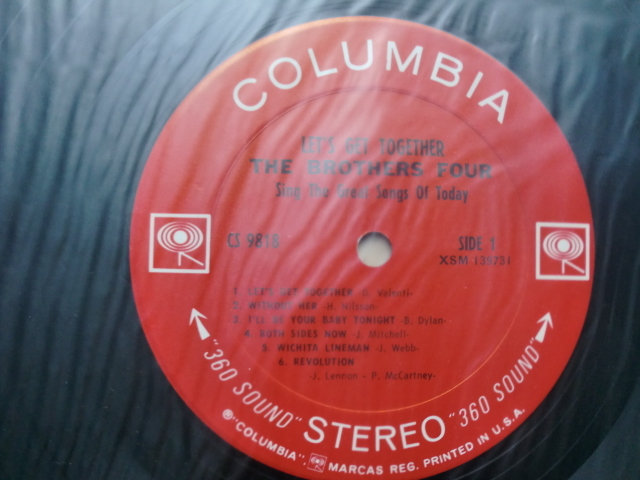 COLUMBIA
LET'S GET TOGETHER
THE BROTHERS FOUR
Sing The Great Songs Of Today
CS 9818
SIDE 1
XSM 139731
1. LET'S GET TOGETHER -D. Valenti-
2. WITHOUT HER -H. Nilsson-
3. I'LL BE YOUR BABY TONIGHT -B. Dylan-
4. BOTH SIDES NOW -J. Mitchell-
5. WICHITA LINEMAN -J. Webb-
6. REVOLUTION
-J. Lennon - P. McCartney-
"360 SOUND" STEREO "360 SOUND"
® "COLUMBIA", MARCAS REG. PRINTED IN U.S.A.